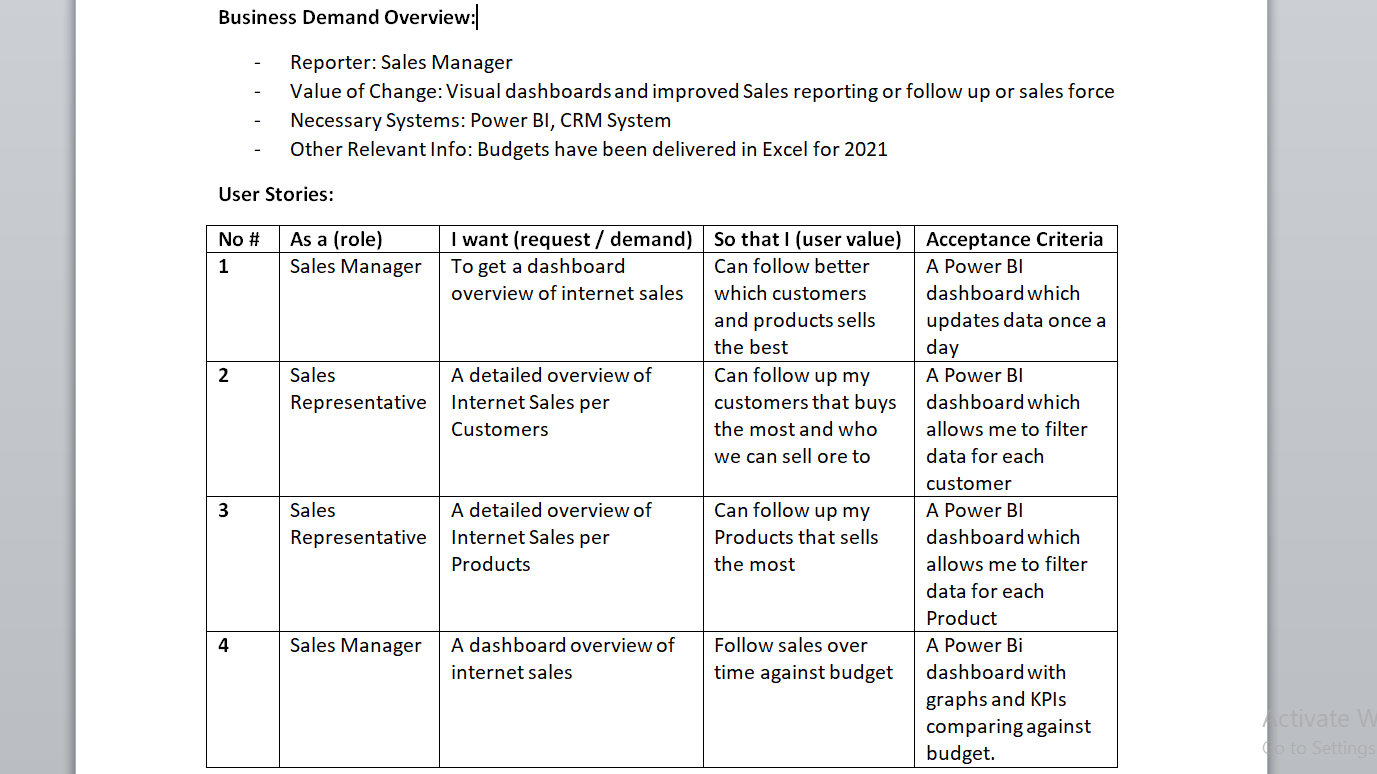 Business Demand Overview:
- Reporter: Sales Manager
- Value of Change: Visual dashboards and improved Sales reporting or follow up or sales force
- Necessary Systems: Power BI, CRM System
- Other Relevant Info: Budgets have been delivered in Excel for 2021
User Stories:
No # As a (role) I want (request / demand) So that I (user value) Acceptance Criteria
1 Sales Manager To get a dashboard Can follow better A Power BI
overview of internet sales which customers dashboard which
and products sells updates data once a
the best day
2 Sales A detailed overview of Can follow up my A Power BI
Representative Internet Sales per customers that buys dashboard which
Customers the most and who allows me to filter
we can sell ore to data for each
customer
3 Sales A detailed overview of Can follow up my A Power BI
Representative Internet Sales per Products that sells dashboard which
Products the most allows me to filter
data for each
Product
4 Sales Manager A dashboard overview of Follow sales over A Power Bi
internet sales time against budget dashboard with
graphs and KPIs
comparing against
budget.
Activate W
Go to Settings